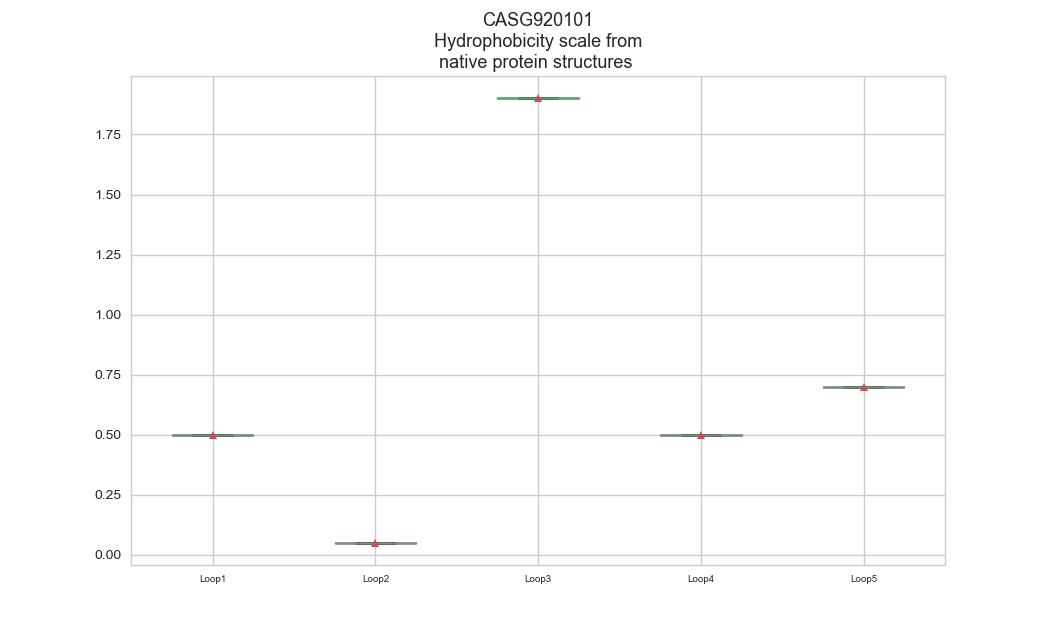 CASG920101
Hydrophobicity scale from
native protein structures
1.75
1.50
1.25
1.00
0.75
0.50
0.25
0.00
Loop1 Loop2 Loop3 Loop4 Loop5